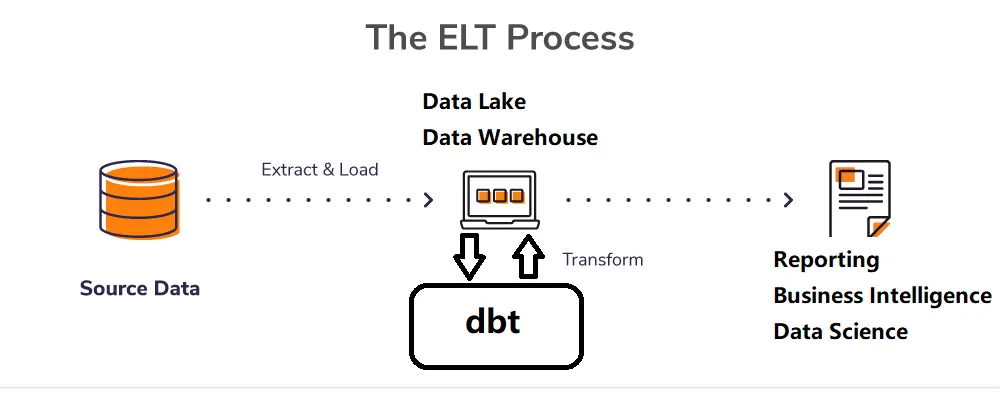 The ELT Process
Data Lake
Data Warehouse
Extract & Load
Transform
Source Data
dbt
Reporting
Business Intelligence
Data Science